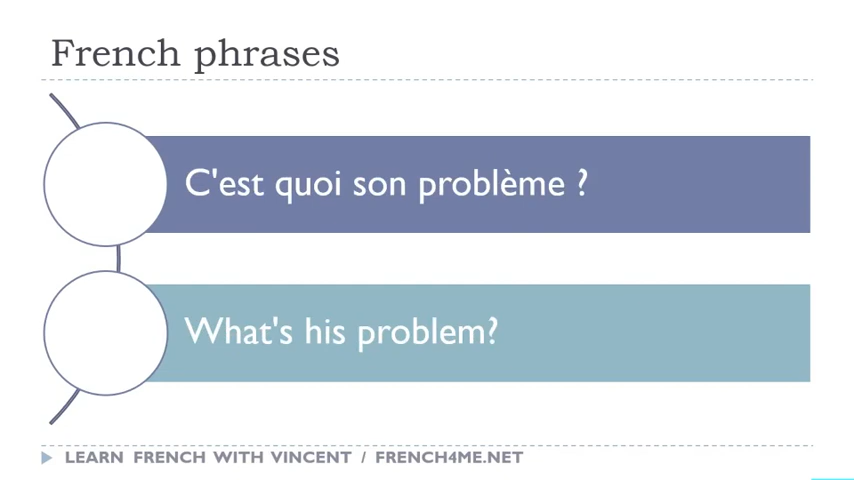 French phrases
C'est quoi son problème ?
What's his problem?
LEARN FRENCH WITH VINCENT / FRENCH4ME.NET